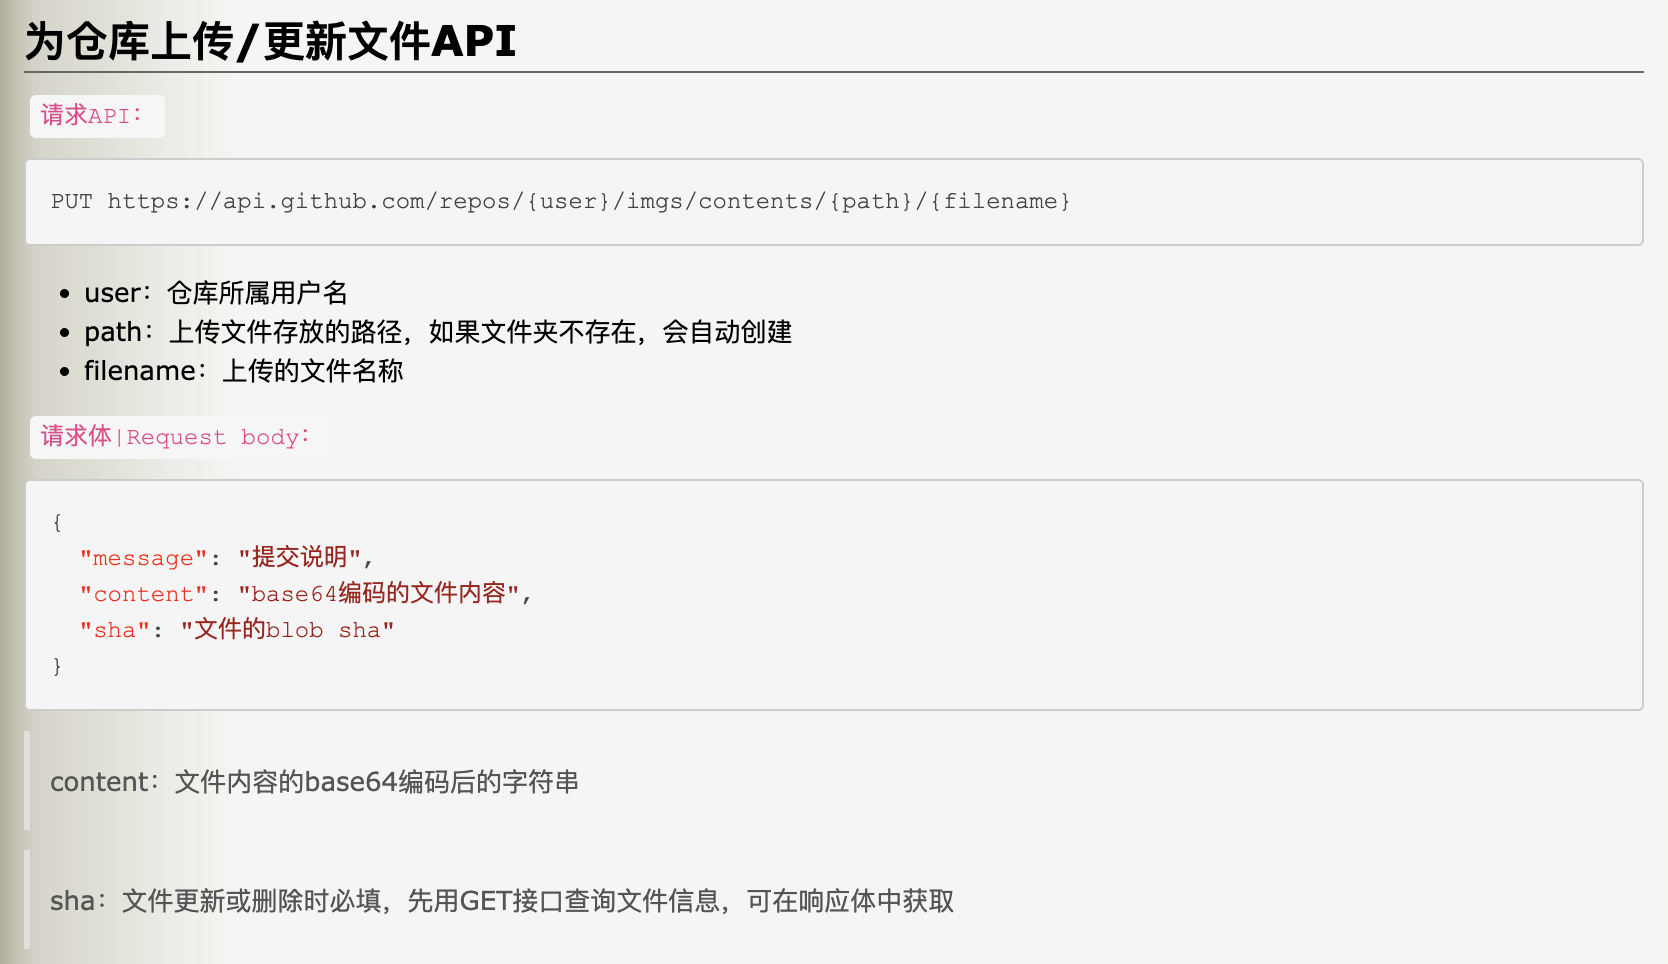 为仓库上传/更新文件API
请求API：
PUT https://api.github.com/repos/{user}/imgs/contents/{path}/{filename}
• user：仓库所属用户名
• path：上传文件存放的路径，如果文件夹不存在，会自动创建
• filename：上传的文件名称
请求体|Request body：
{
  "message": "提交说明",
  "content": "base64编码的文件内容",
  "sha": "文件的blob sha"
}
content：文件内容的base64编码后的字符串
sha：文件更新或删除时必填，先用GET接口查询文件信息，可在响应体中获取